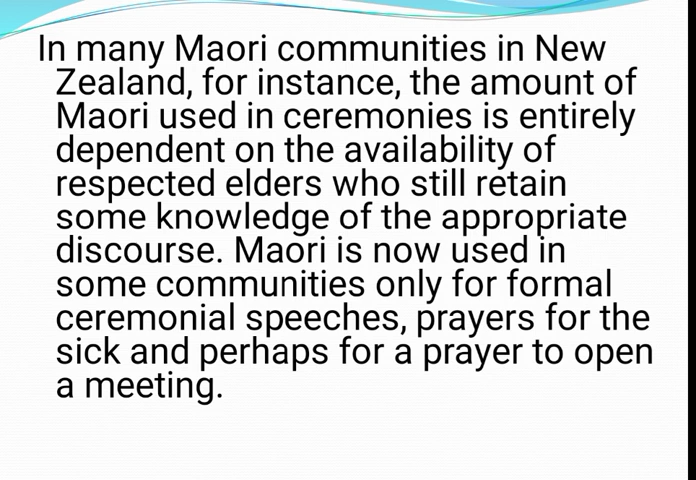 In many Maori communities in New
Zealand, for instance, the amount of
Maori used in ceremonies is entirely
dependent on the availability of
respected elders who still retain
some knowledge of the appropriate
discourse. Maori is now used in
some communities only for formal
ceremonial speeches, prayers for the
sick and perhaps for a prayer to open
a meeting.